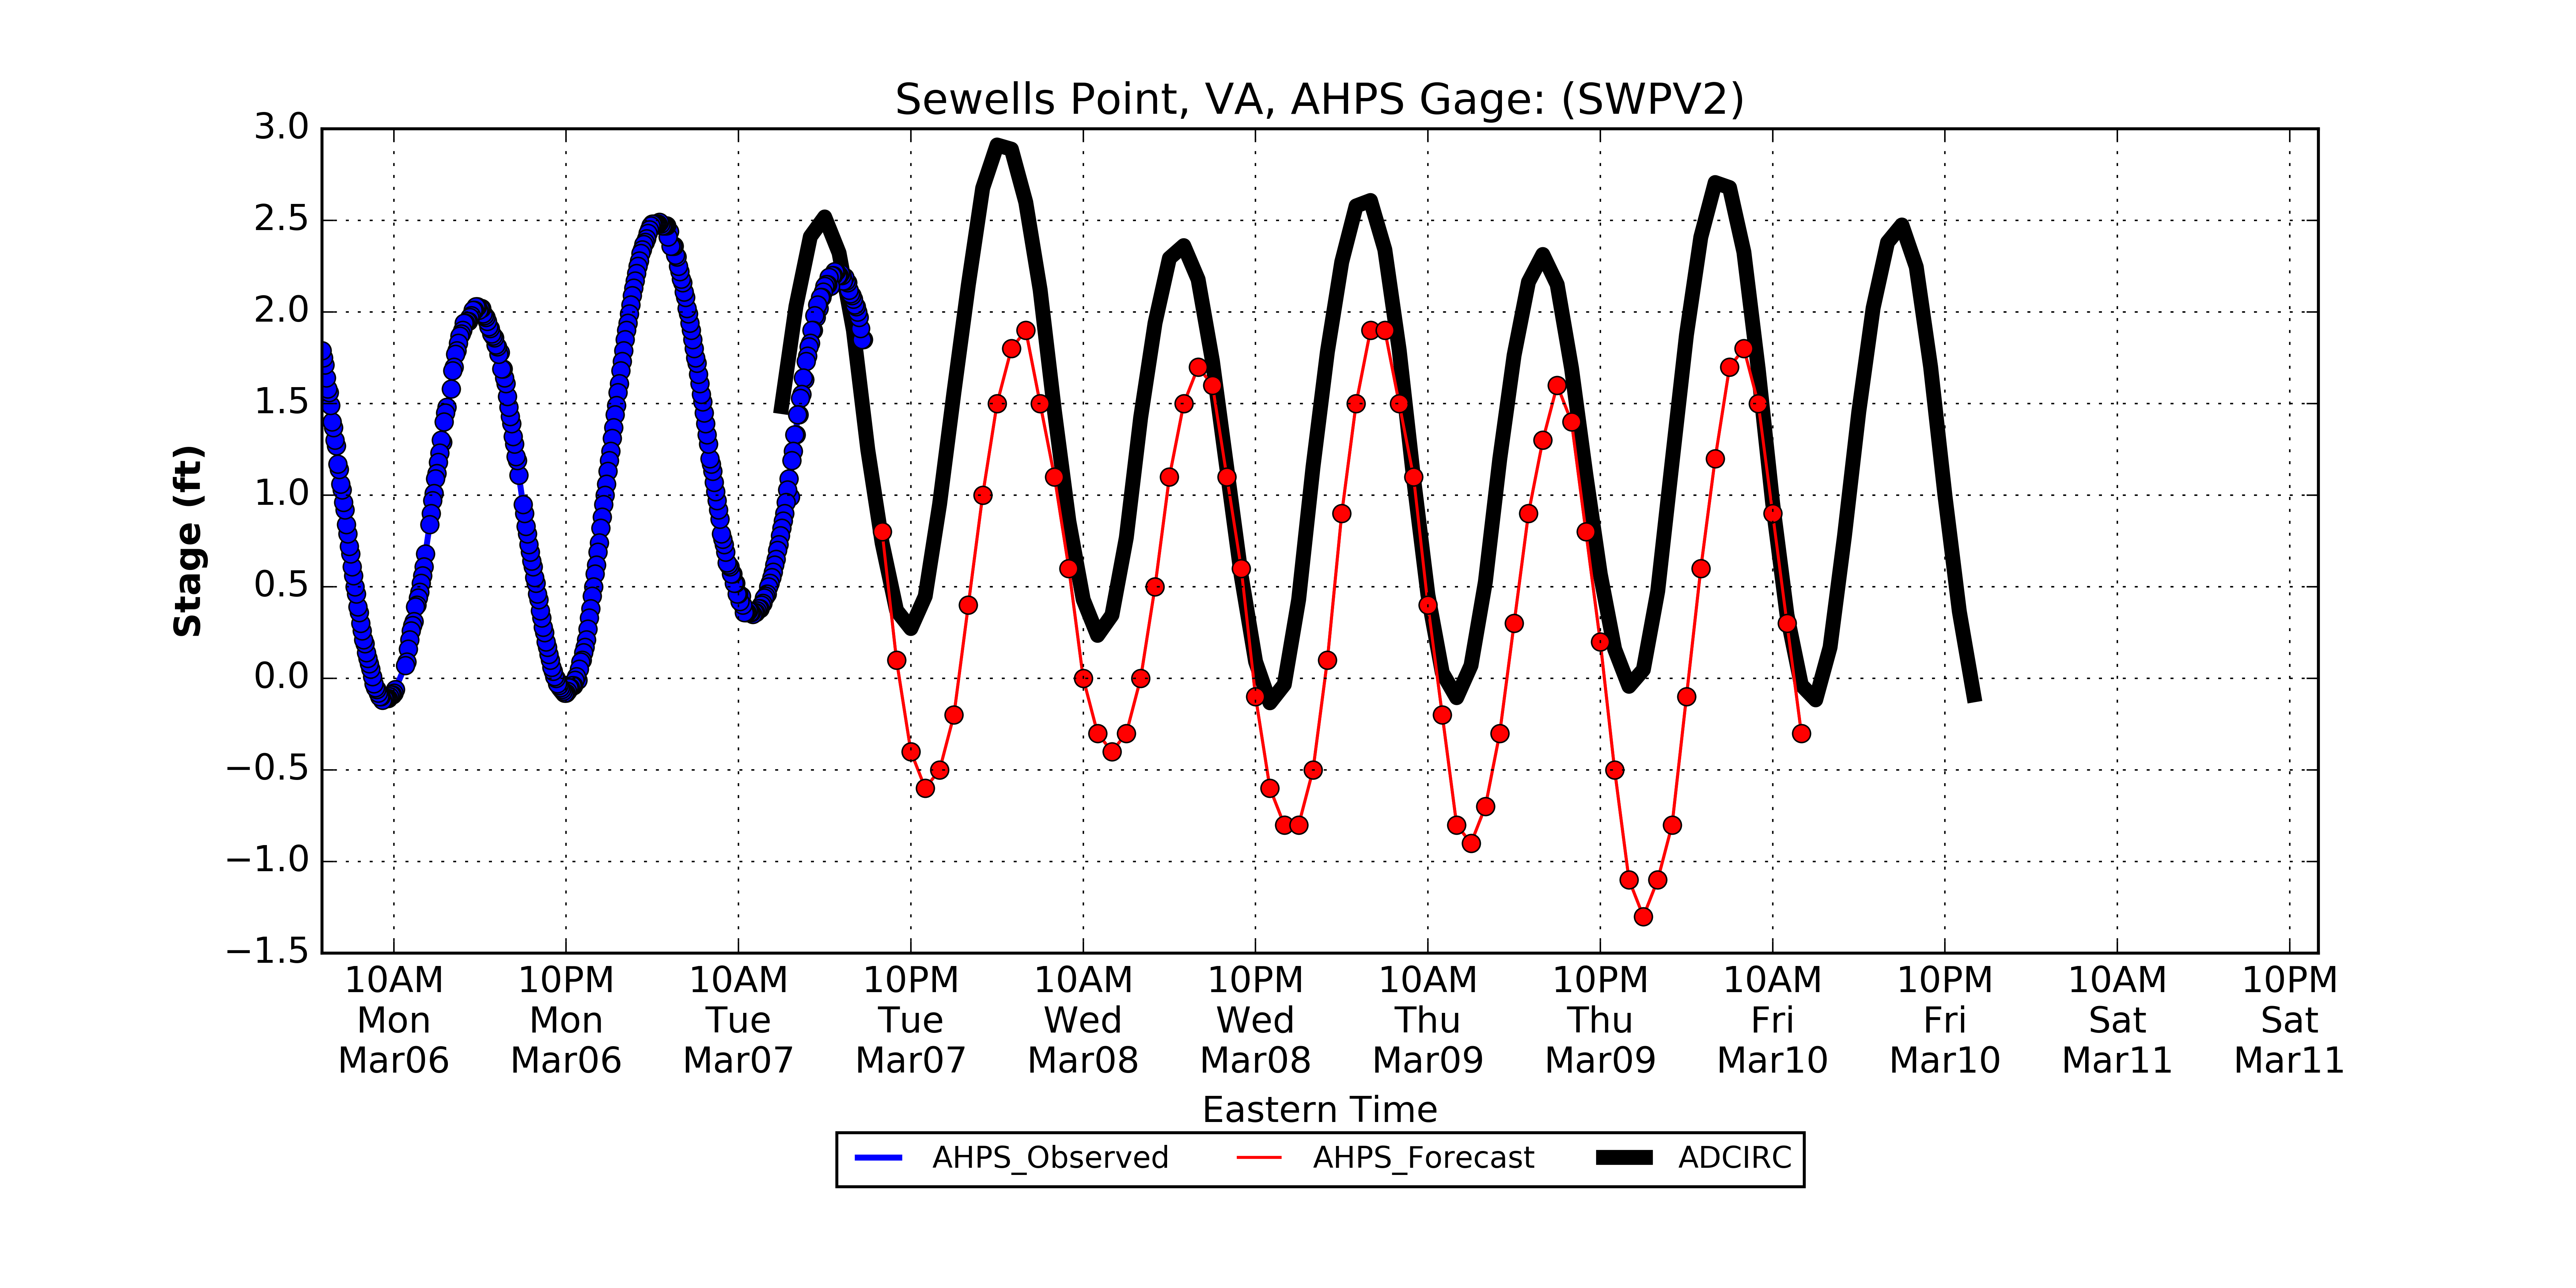 Sewells Point, VA, AHPS Gage: (SWPV2)
3.0
2.5
2.0
1.5
1.0
0.5
0.0
−0.5
−1.0
−1.5
Stage (ft)
10AM 10PM 10AM 10PM 10AM 10PM 10AM 10PM 10AM 10PM 10AM 10PM
Mon Mon Tue Tue Wed Wed Thu Thu Fri Fri Sat Sat
Mar06 Mar06 Mar07 Mar07 Mar08 Mar08 Mar09 Mar09 Mar10 Mar10 Mar11 Mar11
Eastern Time
AHPS_Observed AHPS_Forecast ADCIRC